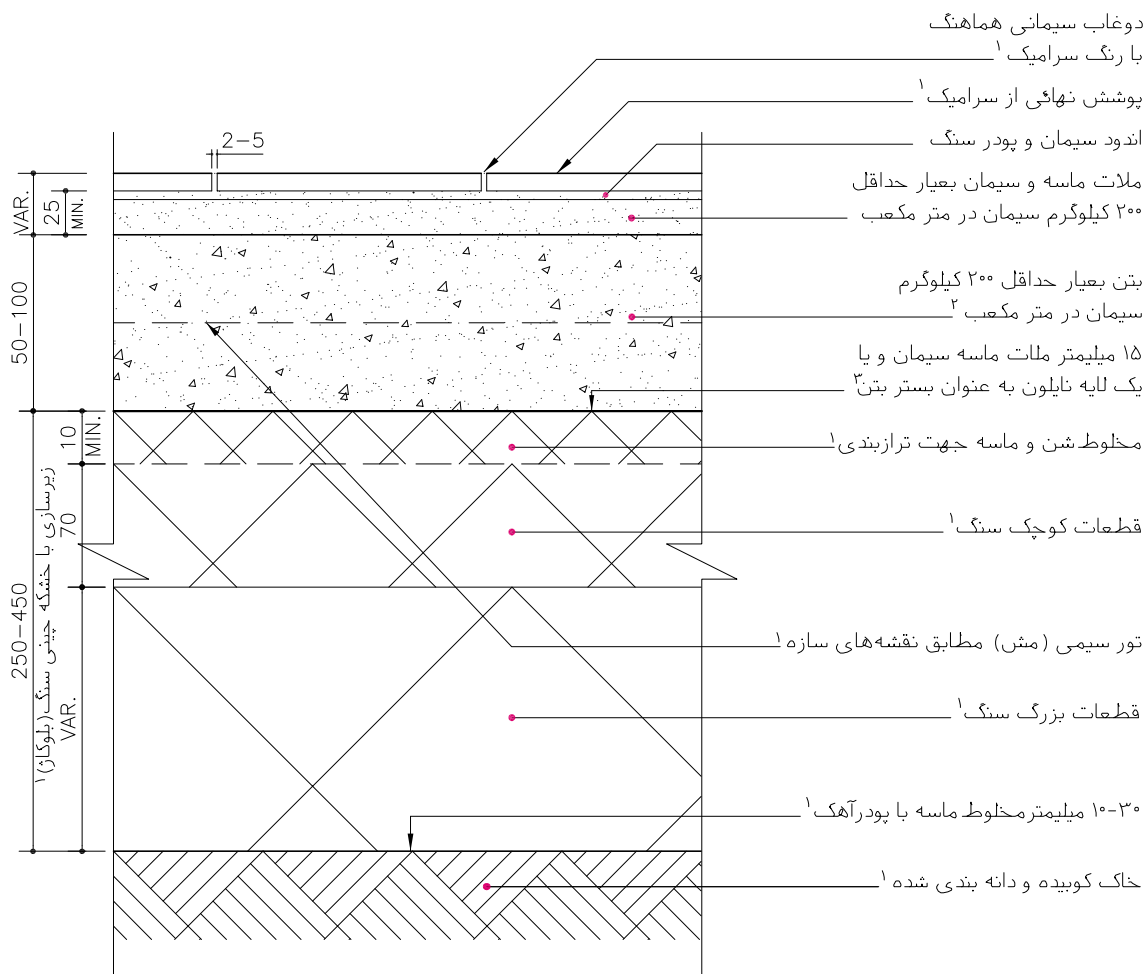 دوغاب سیمانی هماهنگ
با رنگ سرامیک ۱
پوشش نهائی از سرامیک ۱
اندود سیمان و پودر سنگ
ملات ماسه و سیمان بعیار حداقل
۲۰۰ کیلوگرم سیمان در متر مکعب
بتن بعیار حداقل ۲۰۰ کیلوگرم
سیمان در متر مکعب ۲
۱۵ میلیمتر ملات ماسه سیمان و یا
یک لایه نایلون به عنوان بستر بتن ۳
مخلوط شن و ماسه جهت ترازبندی ۱
قطعات کوچک سنگ ۱
تور سیمی (مش) مطابق نقشه‌های سازه ۱
قطعات بزرگ سنگ ۱
۱۰-۳۰ میلیمتر مخلوط ماسه با پودرآهک ۱
خاک کوبیده و دانه بندی شده ۱
2-5
VAR.
25
MIN.
50-100
10
MIN.
70
250-450
زیرسازی با خشکه چینی سنگ (بلوکاژ) ۱
VAR.